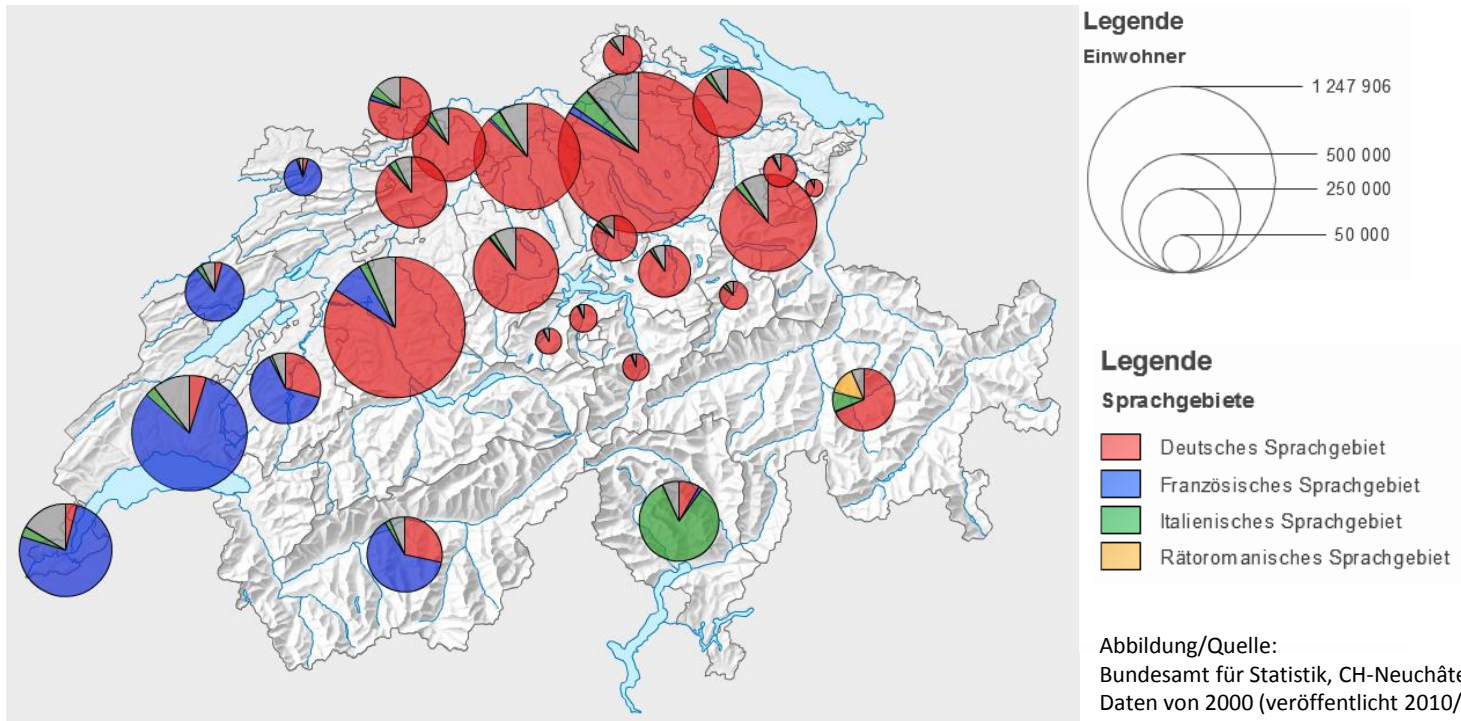 Legende
Einwohner
1 247 906
500 000
250 000
50 000
Legende
Sprachgebiete
Deutsches Sprachgebiet
Französisches Sprachgebiet
Italienisches Sprachgebiet
Rätoromanisches Sprachgebiet
Abbildung/Quelle:
Bundesamt für Statistik, CH-Neuchâte
Daten von 2000 (veröffentlicht 2010/